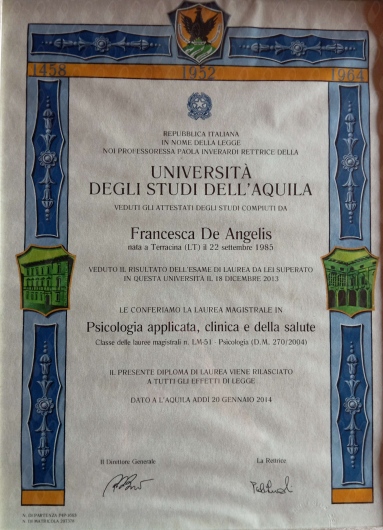 1458 1952 1964
REPUBBLICA ITALIANA
IN NOME DELLA LEGGE
NOI PROFESSORESSA PAOLA INVERARDI RETTRICE DELLA
UNIVERSITÀ
DEGLI STUDI DELL'AQUILA
VEDUTI GLI ATTESTATI DEGLI STUDI COMPIUTI DA
Francesca De Angelis
nata a Terracina (LT) il 22 settembre 1985
VEDUTO IL RISULTATO DELL'ESAME DI LAUREA DA LEI SUPERATO
IN QUESTA UNIVERSITÀ IL 18 DICEMBRE 2013
LE CONFERIAMO LA LAUREA MAGISTRALE IN
Psicologia applicata, clinica e della salute
Classe delle lauree magistrali n. LM-51 - Psicologia (D.M. 270/2004)
IL PRESENTE DIPLOMA DI LAUREA VIENE RILASCIATO
A TUTTI GLI EFFETTI DI LEGGE
DATO A L'AQUILA ADDÌ 20 GENNAIO 2014
Il Direttore Generale La Rettrice
N. DI
N. DI MATRICOLA